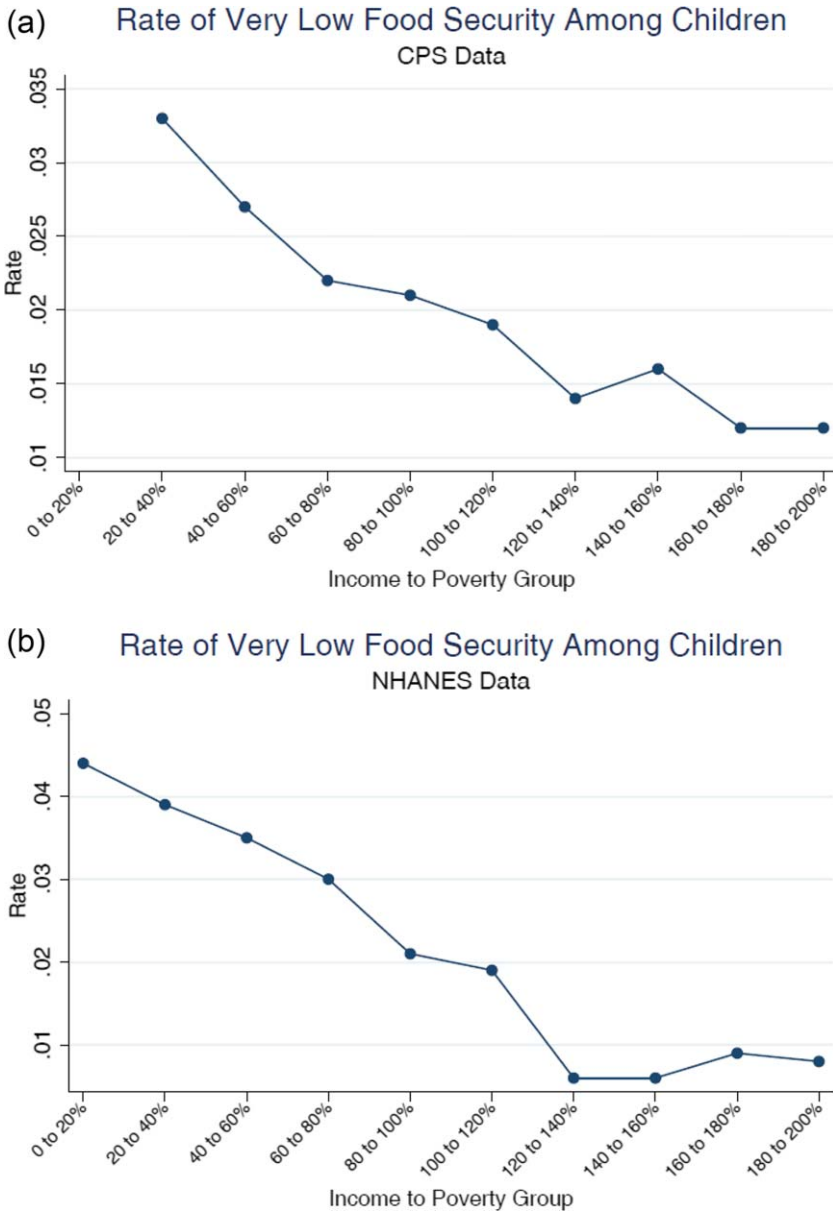 (a) Rate of Very Low Food Security Among Children
CPS Data
.035
.03
.025
.02
.015
.01
Rate
0 to 20%
20 to 40%
40 to 60%
60 to 80%
80 to 100%
100 to 120%
120 to 140%
140 to 160%
160 to 180%
180 to 200%
Income to Poverty Group
(b) Rate of Very Low Food Security Among Children
NHANES Data
.05
.04
.03
.02
.01
Rate
0 to 20%
20 to 40%
40 to 60%
60 to 80%
80 to 100%
100 to 120%
120 to 140%
140 to 160%
160 to 180%
180 to 200%
Income to Poverty Group